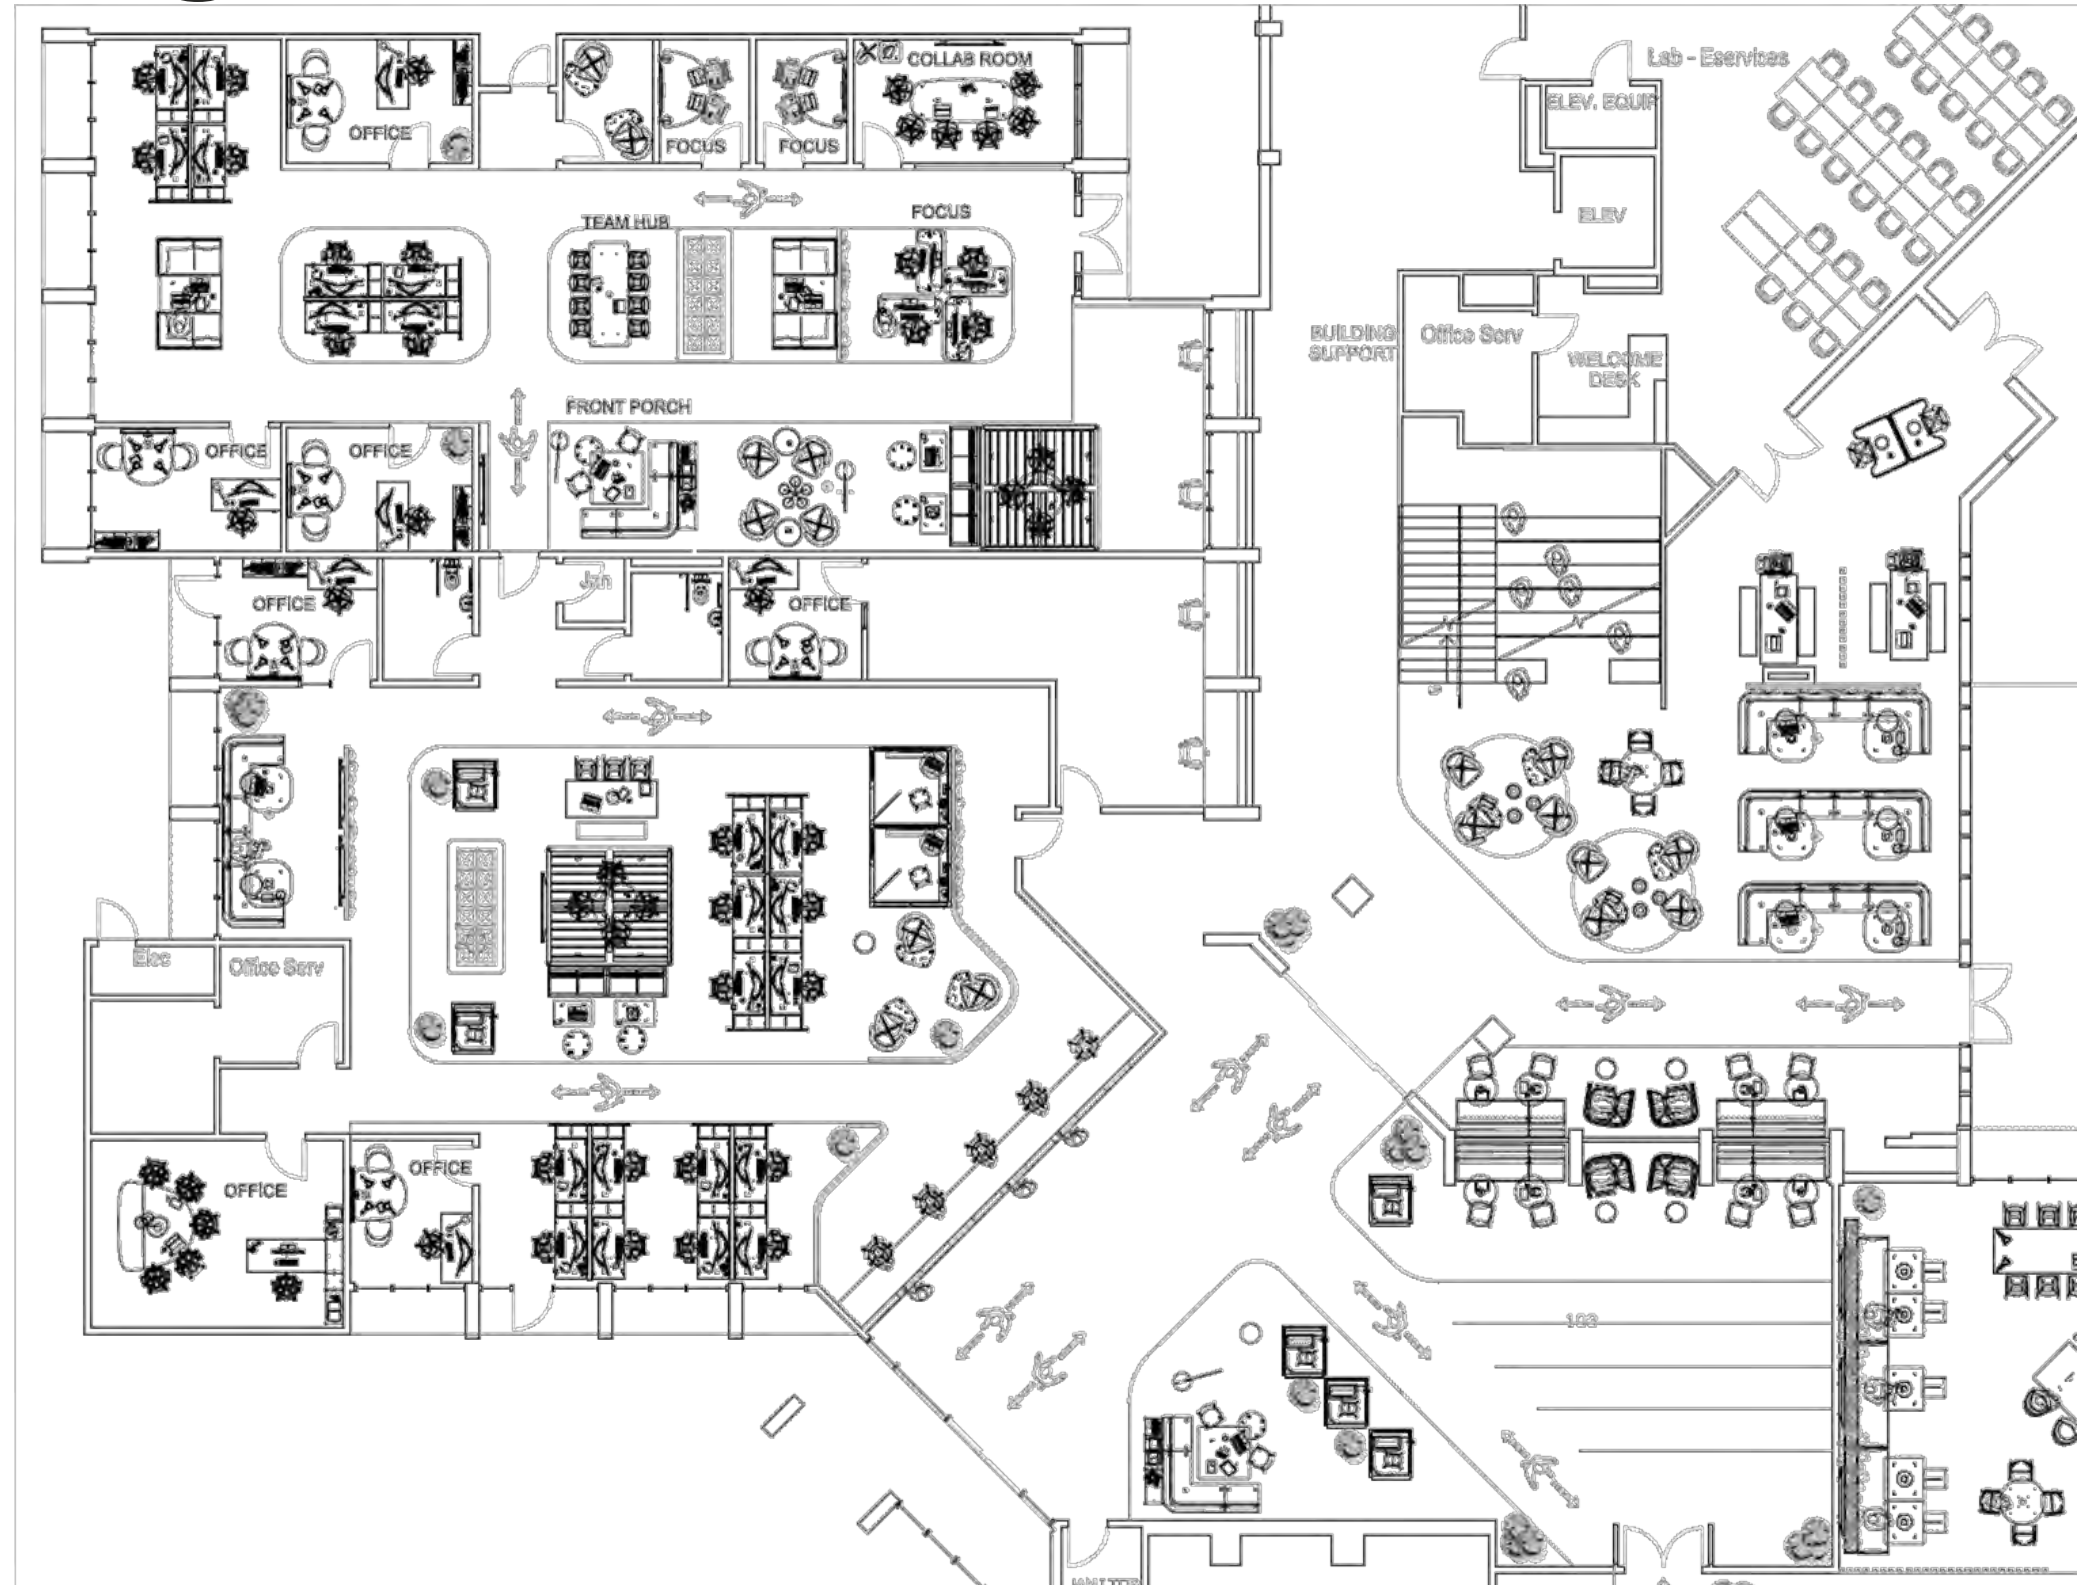 COLLAB ROOM
Lab - Eservices
ELEV. EQUIP
OFFICE
FOCUS
FOCUS
ELEV
TEAM HUB
FOCUS
BUILDING
SUPPORT
Office Serv
WELCOME
DESK
FRONT PORCH
OFFICE
OFFICE
Jan
OFFICE
OFFICE
Elec
Office Serv
OFFICE
OFFICE
103